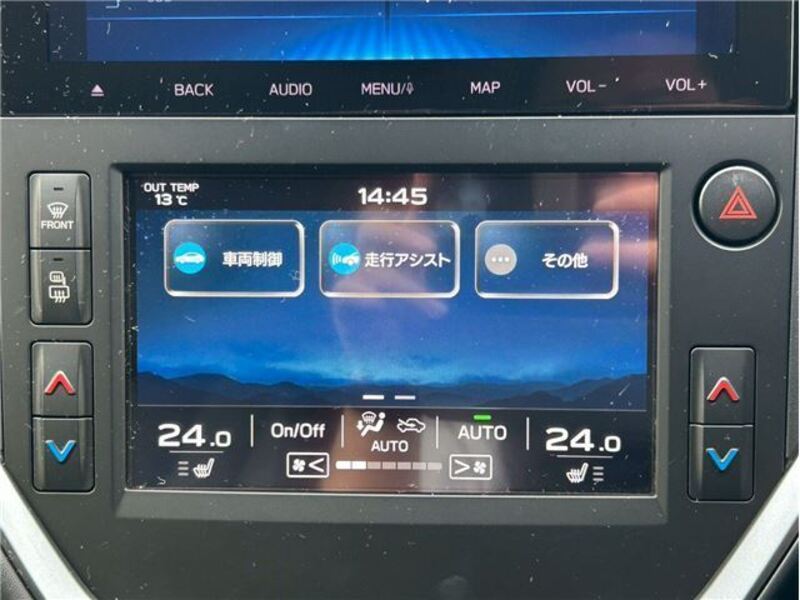 BACK AUDIO MENU/ MAP VOL- VOL+
OUT TEMP
13℃
14:45
FRONT
車両制御 走行アシスト その他
24.0 On/Off AUTO AUTO 24.0